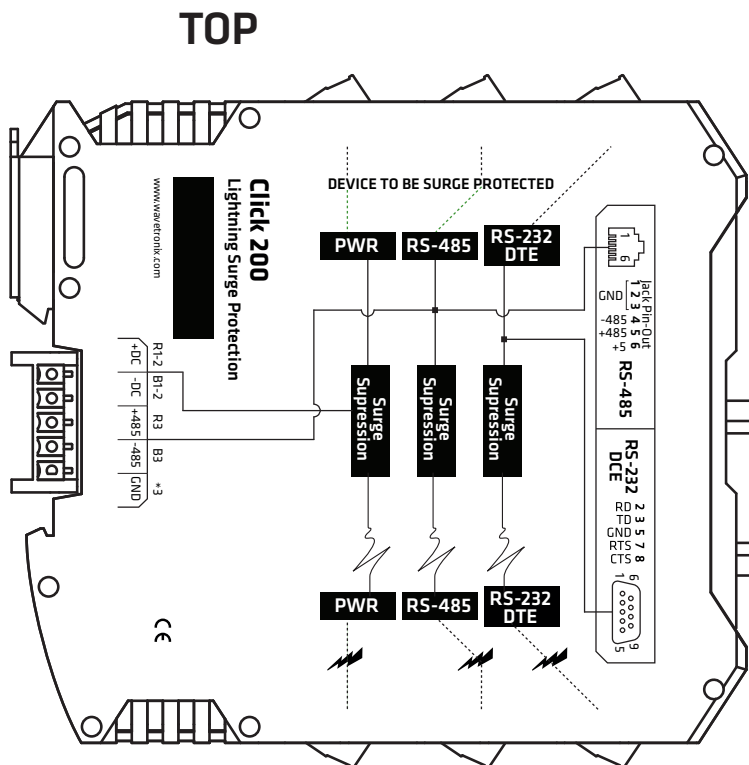 TOP
Click 200
Lightning Surge Protection
www.wavetronix.com
DEVICE TO BE SURGE PROTECTED
PWR
RS-485
RS-232
DTE
1
6
Jack Pin-Out
1
2
3
4
5
6
GND
-485
+485
+5
RS-485
RS-232
DCE
RD 2
TD 3
GND 5
RTS 7
CTS 8
1
6
5
9
R1-2
B1-2
R3
B3
*3
+DC
-DC
+485
-485
GND
Surge
Supression
Surge
Supression
Surge
Supression
PWR
RS-485
RS-232
DTE
CE